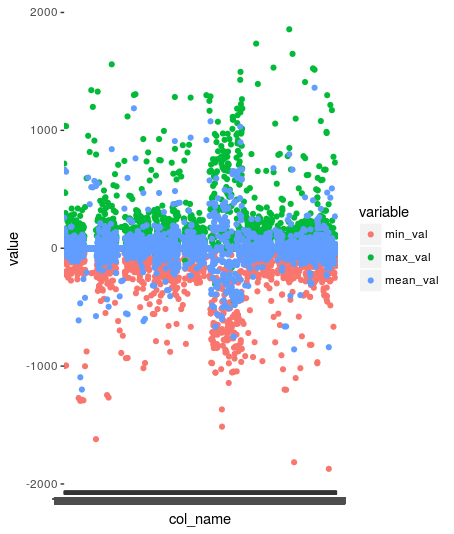 2000
1000
0
-1000
-2000
value
col_name
variable
min_val
max_val
mean_val